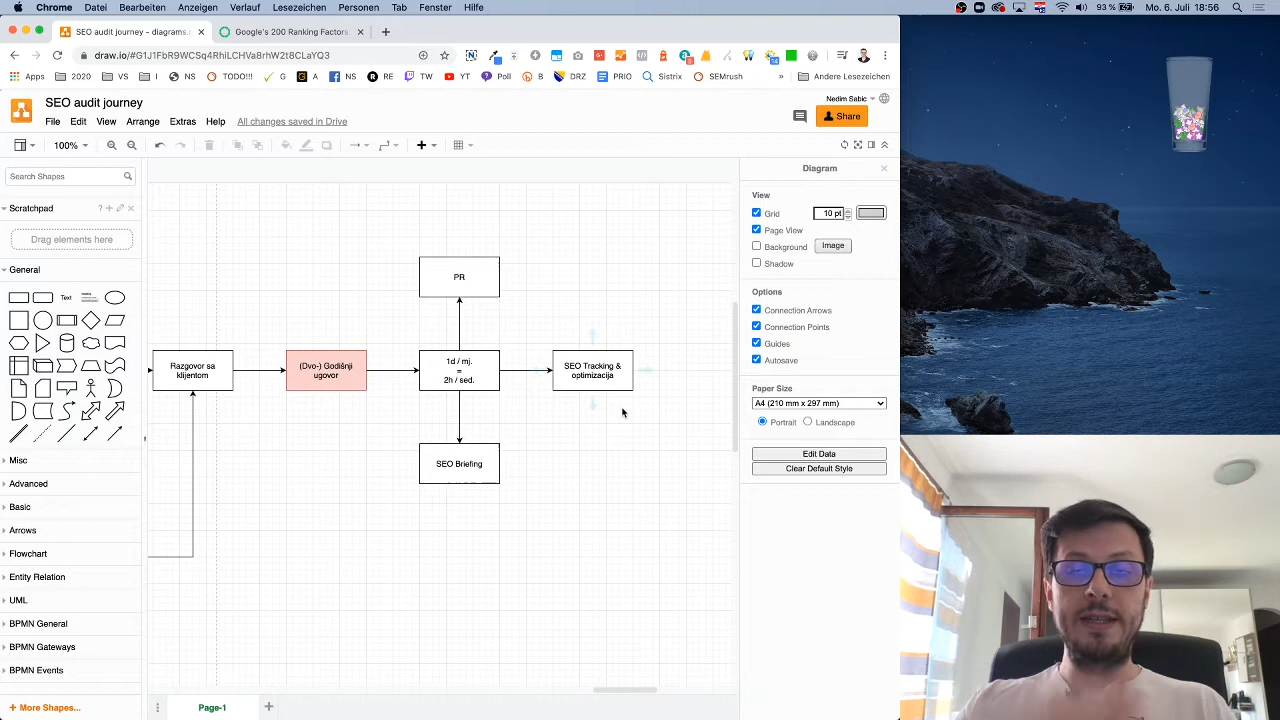 Chrome Datei Bearbeiten Anzeigen Verlauf Lesezeichen Personen Tab Fenster Hilfe
93 % Mo. 6. Juli 18:56
SEO audit journey - diagrams.n
Google's 200 Ranking Factors:
draw.io/#G1J1FbR9WCSq4RhiLCHVa8rhW2t8CLaYQ3
Apps 2020 VS NS TODO!!! A NS RE TW YT Poll B DRZ PRIO Sistrix SEMrush » Andere Lesezeichen
SEO audit journey
Nedim Sabic
File Edit View Arrange Extras Help All changes saved in Drive
Share
100%
Search Shapes
Scratchpad
Drag elements here
General
Text
Misc
Advanced
Basic
Arrows
Flowchart
Entity Relation
UML
BPMN General
BPMN Gateways
BPMN Events
+ More Shapes...
PR
Razgovor sa
klijentom
(Dvo-) Godišnji
ugovor
1d / mj.
=
2h / sed.
SEO Tracking &
optimizacija
SEO Briefing
Page-1
Diagram
View
Grid 10 pt
Page View
Background Image
Shadow
Options
Connection Arrows
Connection Points
Guides
Autosave
Paper Size
A4 (210 mm x 297 mm)
Portrait Landscape
Edit Data
Clear Default Style